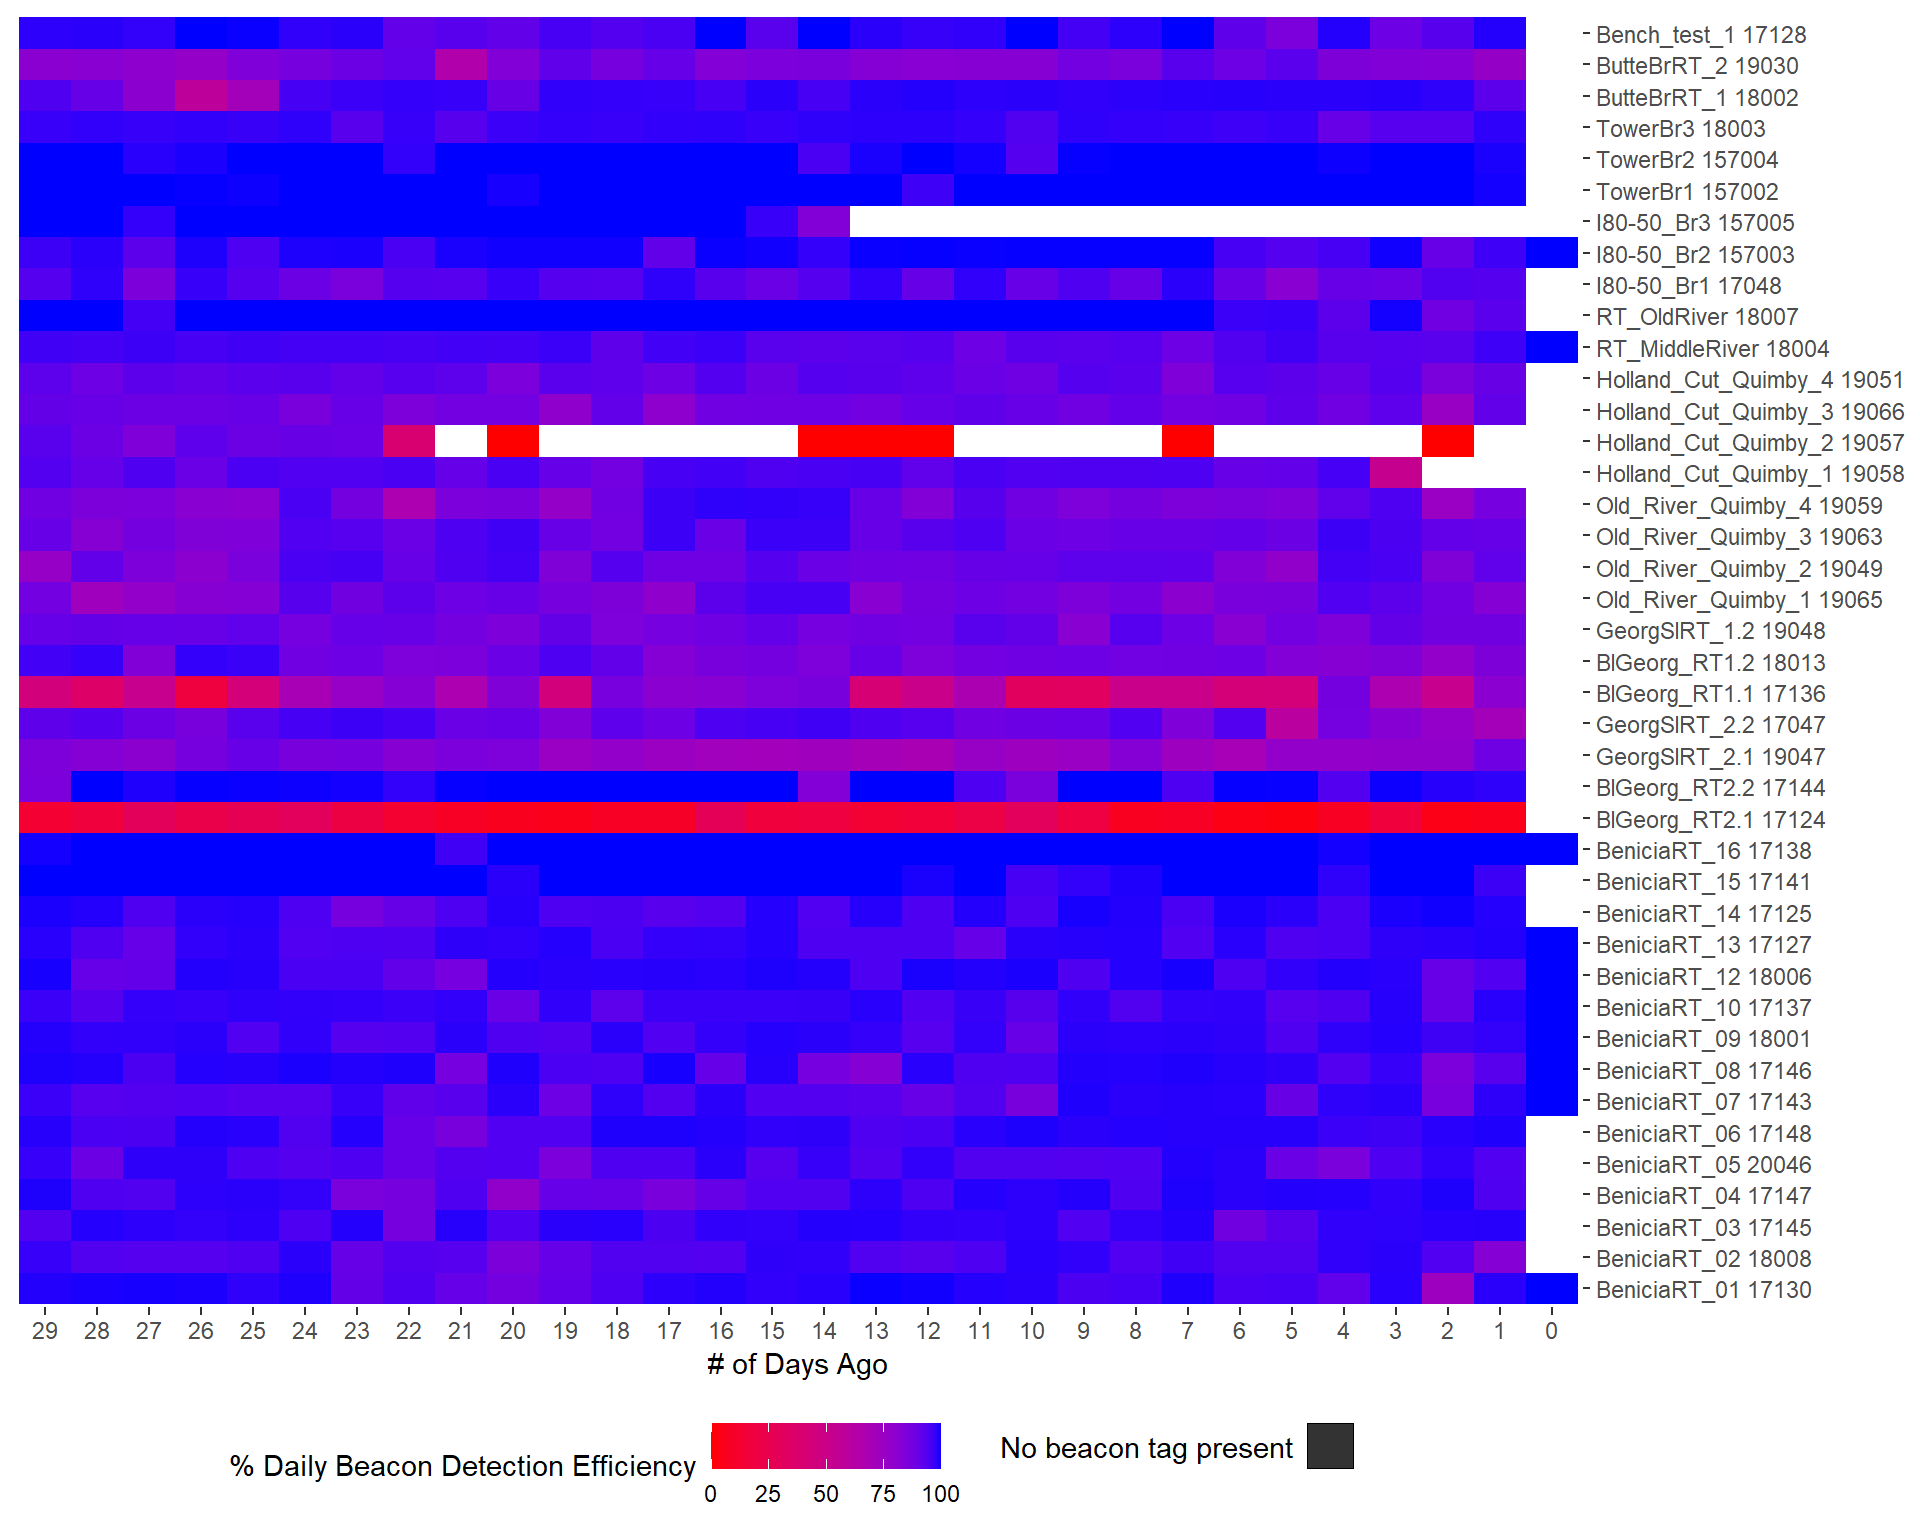 Bench_test_1 17128
ButteBrRT_2 19030
ButteBrRT_1 18002
TowerBr3 18003
TowerBr2 157004
TowerBr1 157002
I80-50_Br3 157005
I80-50_Br2 157003
I80-50_Br1 17048
RT_OldRiver 18007
RT_MiddleRiver 18004
Holland_Cut_Quimby_4 19051
Holland_Cut_Quimby_3 19066
Holland_Cut_Quimby_2 19057
Holland_Cut_Quimby_1 19058
Old_River_Quimby_4 19059
Old_River_Quimby_3 19063
Old_River_Quimby_2 19049
Old_River_Quimby_1 19065
GeorgSlRT_1.2 19048
BlGeorg_RT1.2 18013
BlGeorg_RT1.1 17136
GeorgSlRT_2.2 17047
GeorgSlRT_2.1 19047
BlGeorg_RT2.2 17144
BlGeorg_RT2.1 17124
BeniciaRT_16 17138
BeniciaRT_15 17141
BeniciaRT_14 17125
BeniciaRT_13 17127
BeniciaRT_12 18006
BeniciaRT_10 17137
BeniciaRT_09 18001
BeniciaRT_08 17146
BeniciaRT_07 17143
BeniciaRT_06 17148
BeniciaRT_05 20046
BeniciaRT_04 17147
BeniciaRT_03 17145
BeniciaRT_02 18008
BeniciaRT_01 17130
29 28 27 26 25 24 23 22 21 20 19 18 17 16 15 14 13 12 11 10 9 8 7 6 5 4 3 2 1 0
# of Days Ago
% Daily Beacon Detection Efficiency
0 25 50 75 100
No beacon tag present